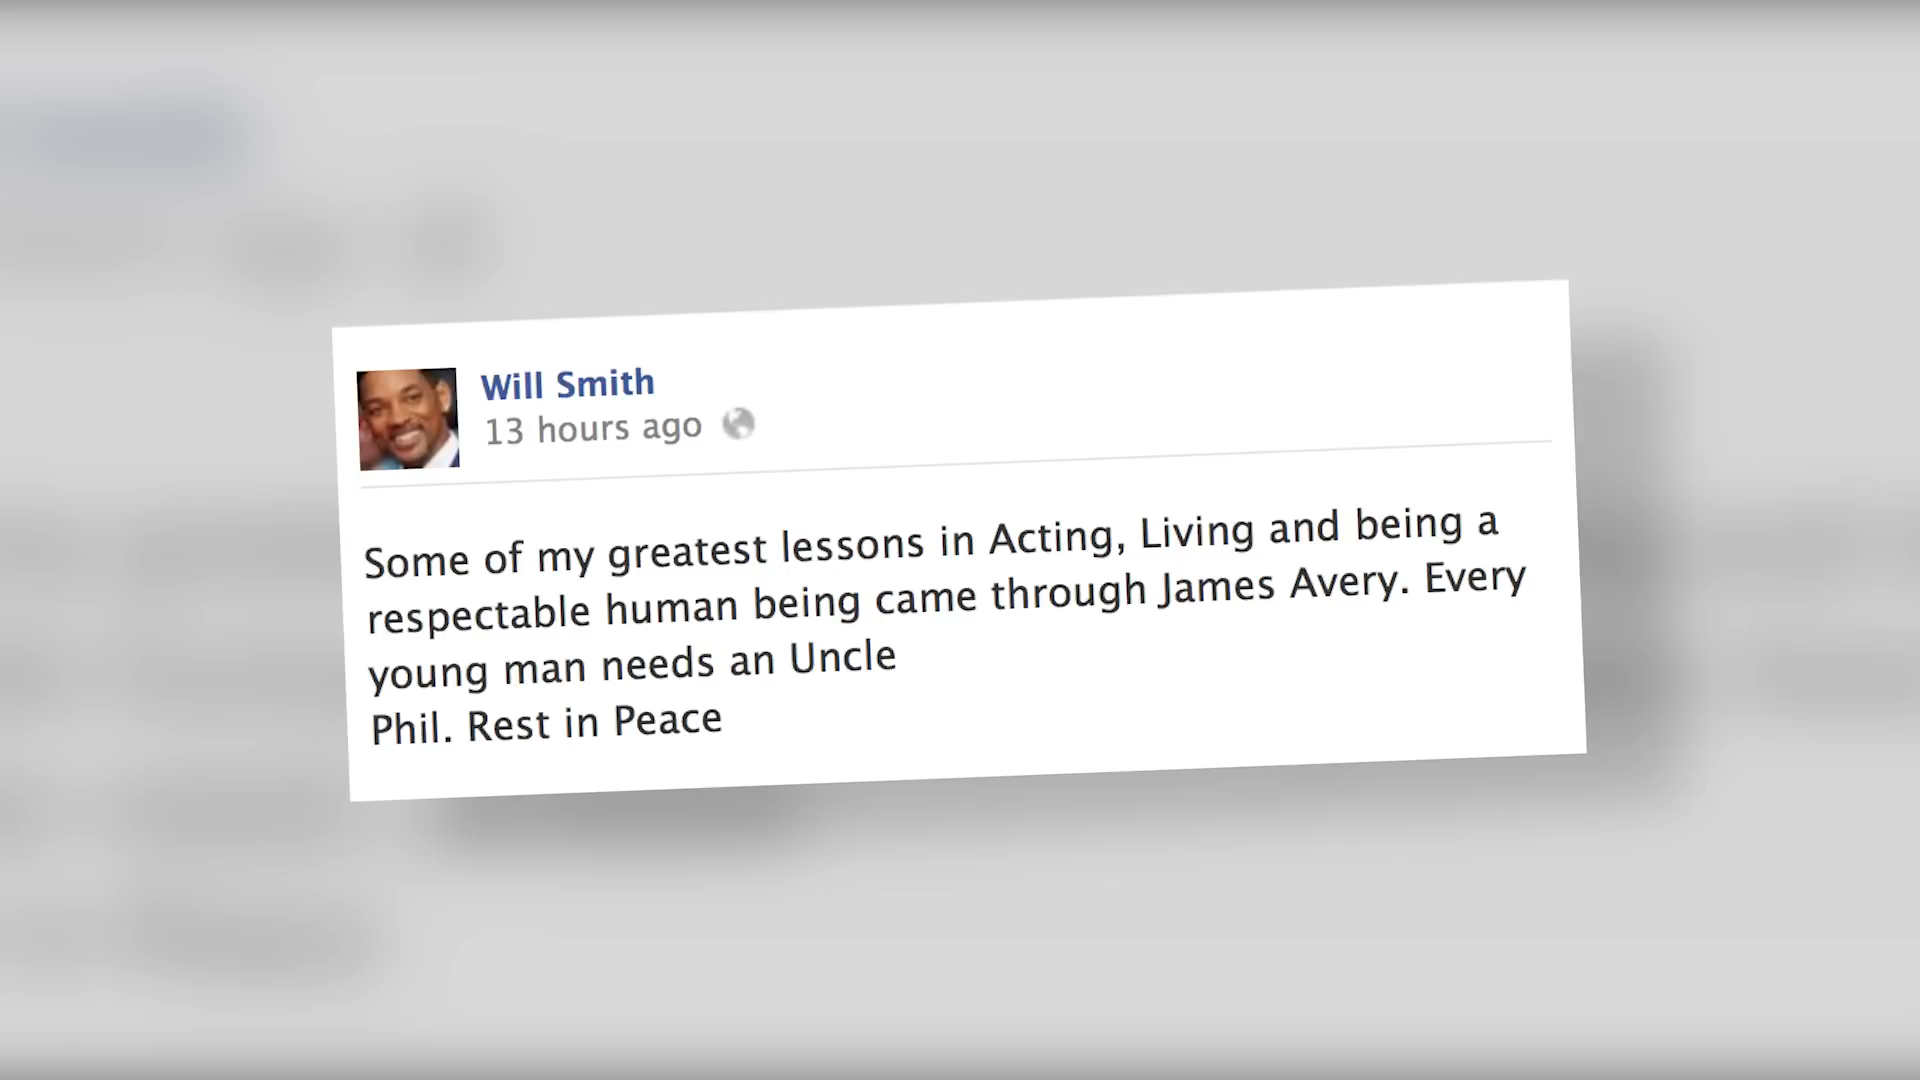 Will Smith
13 hours ago
Some of my greatest lessons in Acting, Living and being a
respectable human being came through James Avery. Every
young man needs an Uncle
Phil. Rest in Peace